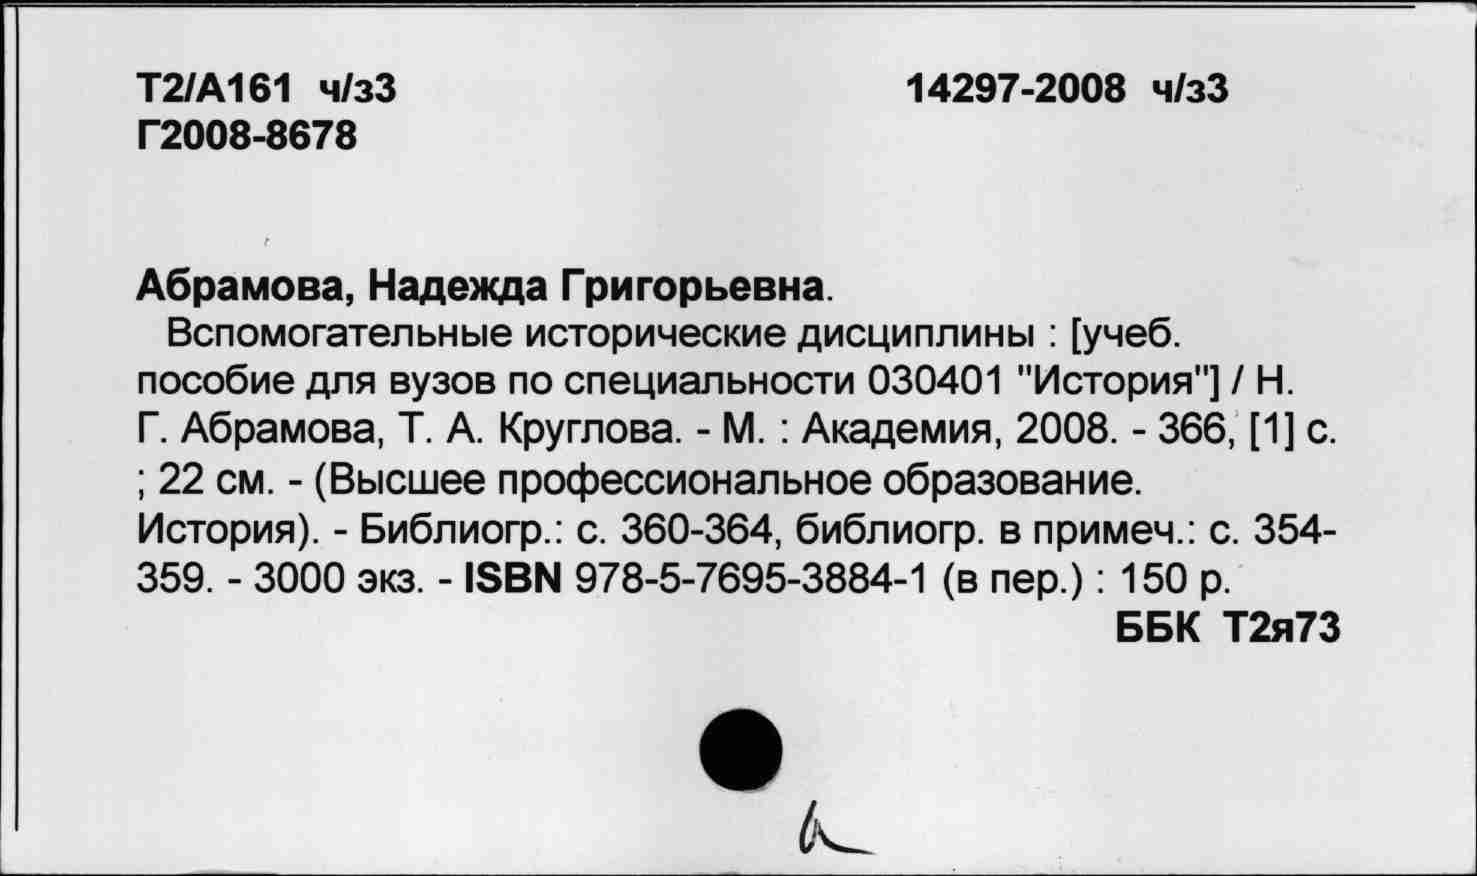 Т2/А161 ч/з3 14297-2008 ч/з3
Г2008-8678
Абрамова, Надежда Григорьевна.
Вспомогательные исторические дисциплины : [учеб.
пособие для вузов по специальности 030401 "История"] / Н.
Г. Абрамова, Т. А. Круглова. - М. : Академия, 2008. - 366, [1] с.
; 22 см. - (Высшее профессиональное образование.
История). - Библиогр.: с. 360-364, библиогр. в примеч.: с. 354-
359. - 3000 экз. - ISBN 978-5-7695-3884-1 (в пер.) : 150 р.
ББК Т2я73